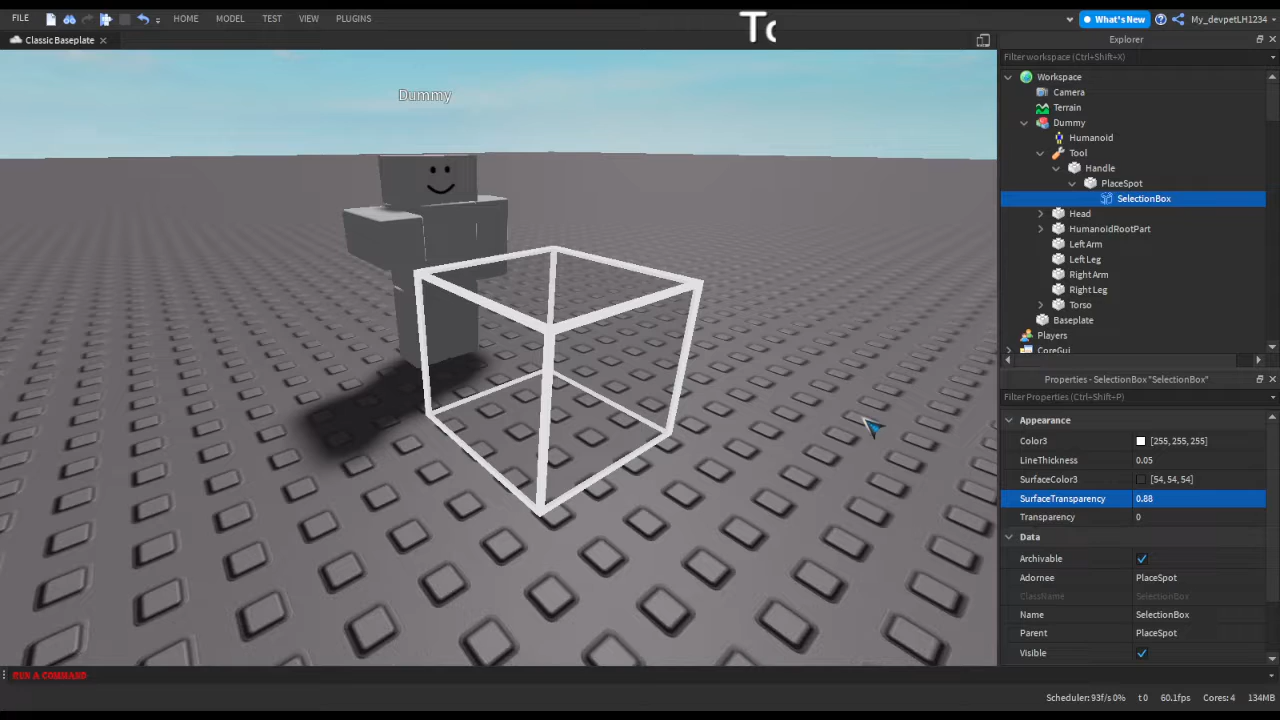 To
FILE HOME MODEL TEST VIEW PLUGINS What's New My_devpetLH1234
Classic Baseplate
Dummy
Explorer
Filter workspace (Ctrl+Shift+X)
Workspace
Camera
Terrain
Dummy
Humanoid
Tool
Handle
PlaceSpot
SelectionBox
Head
HumanoidRootPart
Left Arm
Left Leg
Right Arm
Right Leg
Torso
Baseplate
Players
CoreGui
Properties - SelectionBox "SelectionBox"
Filter Properties (Ctrl+Shift+P)
Appearance
Color3 [255, 255, 255]
LineThickness 0.05
SurfaceColor3 [54, 54, 54]
SurfaceTransparency 0.88
Transparency 0
Data
Archivable
Adornee PlaceSpot
ClassName SelectionBox
Name SelectionBox
Parent PlaceSpot
Visible
RUN A COMMAND
Scheduler: 93f/s 0% t 0 60.1fps Cores: 4 134MB